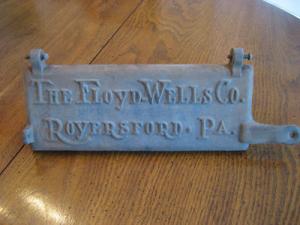 THE FLOYD-WELLS CO.
ROYERSFORD. PA.